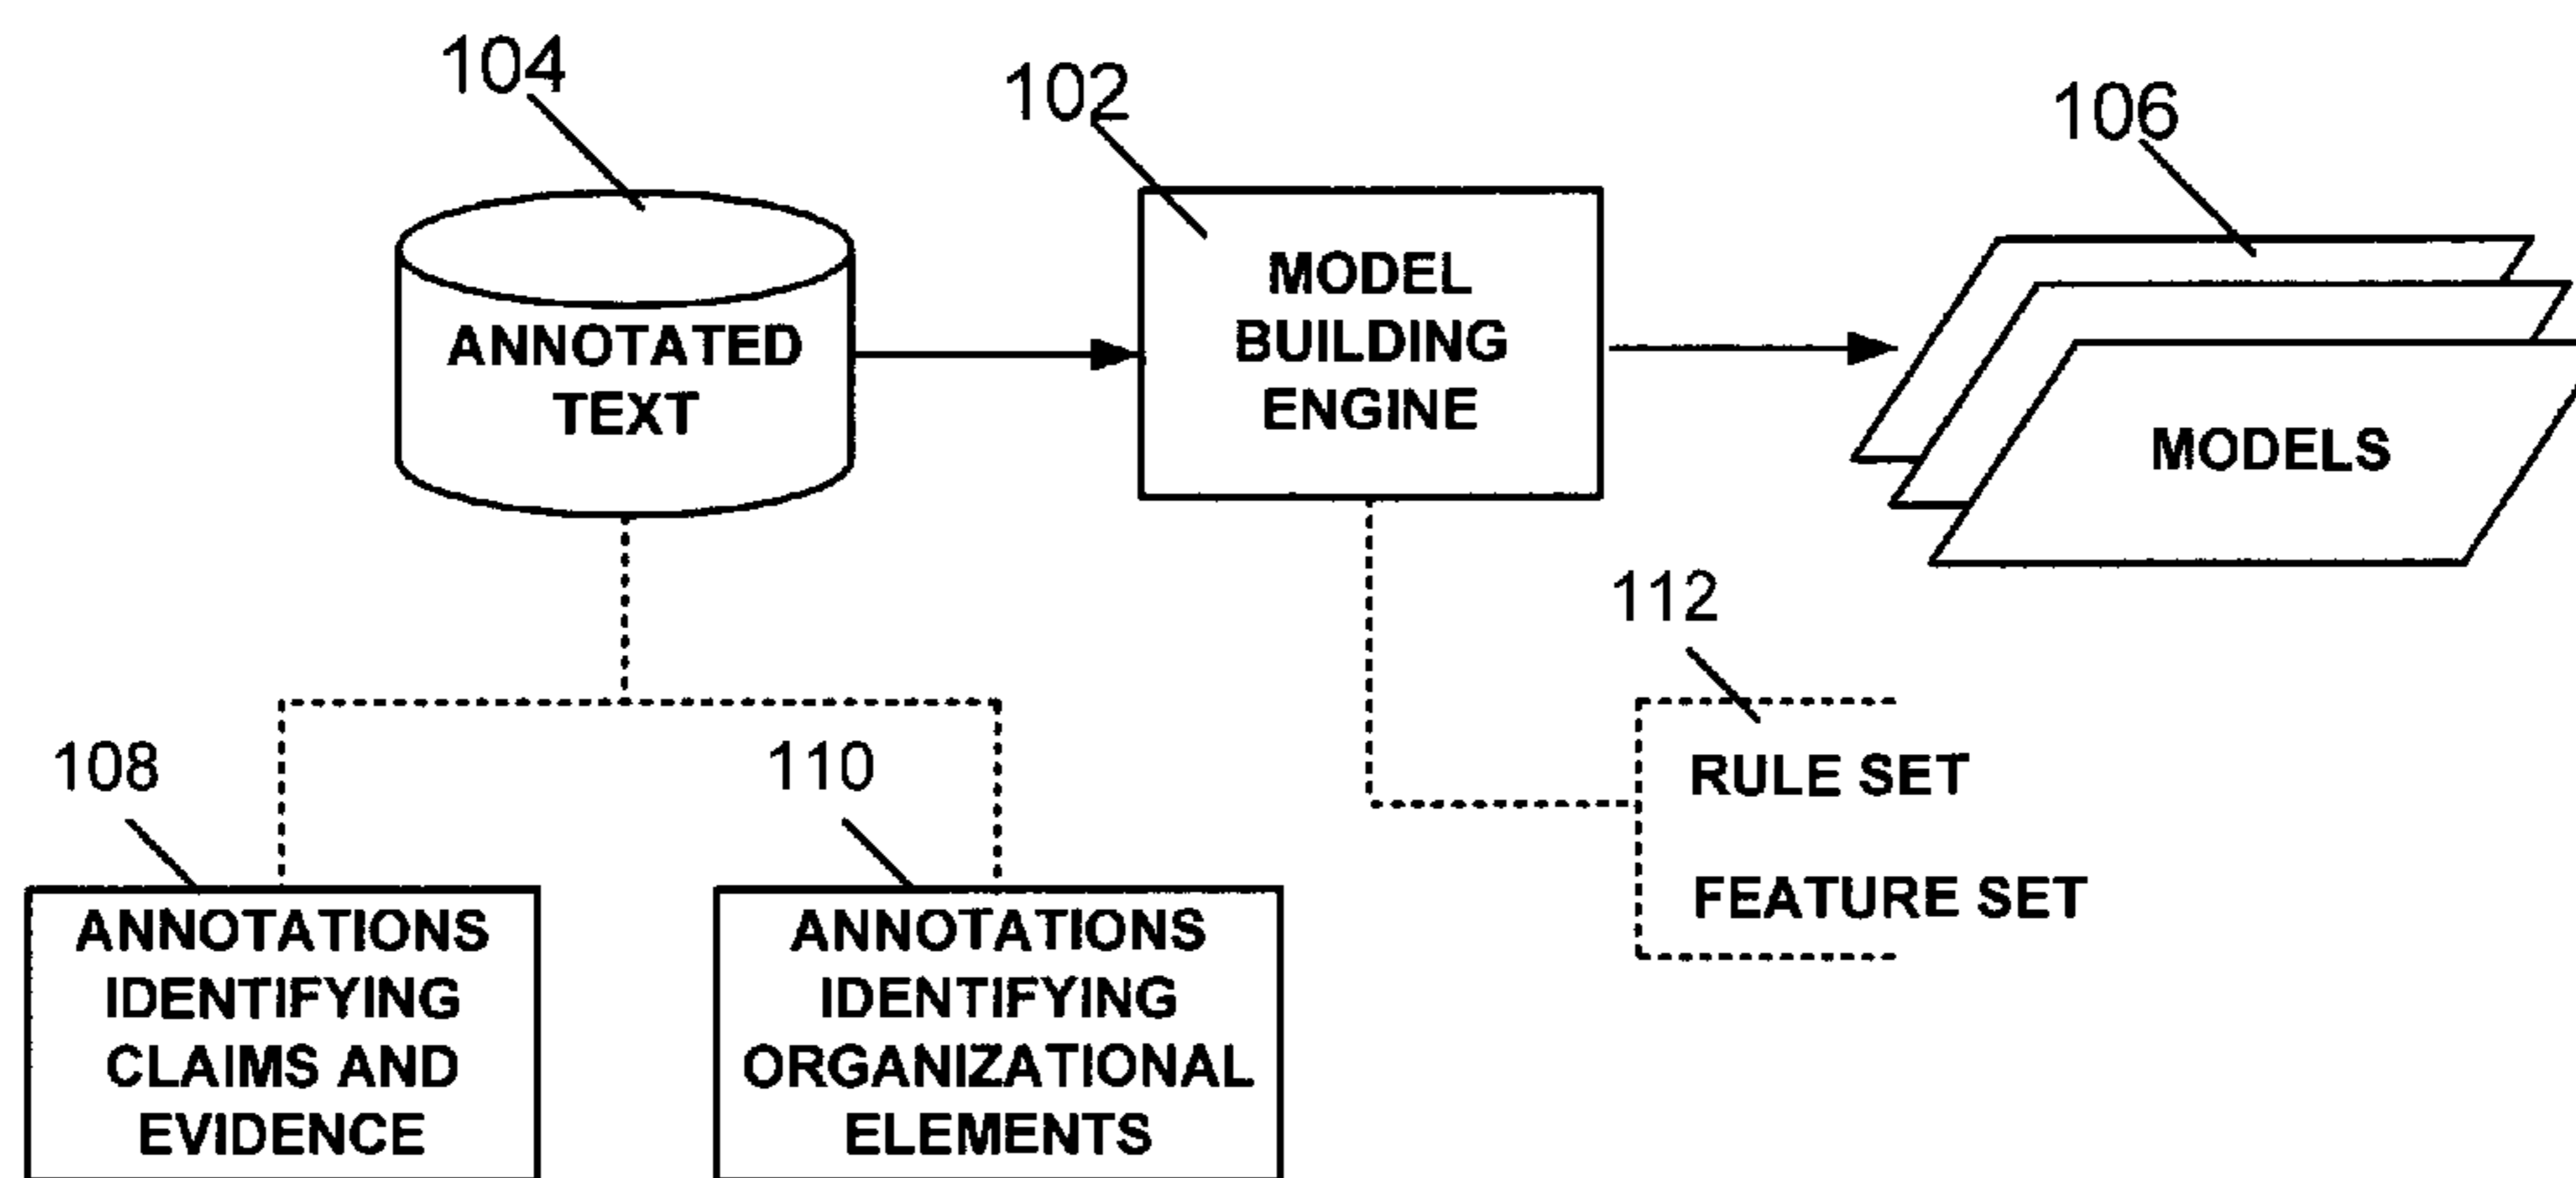 104
102
106
ANNOTATED
TEXT
MODEL
BUILDING
ENGINE
MODELS
112
RULE SET
FEATURE SET
108
ANNOTATIONS
IDENTIFYING
CLAIMS AND
EVIDENCE
110
ANNOTATIONS
IDENTIFYING
ORGANIZATIONAL
ELEMENTS